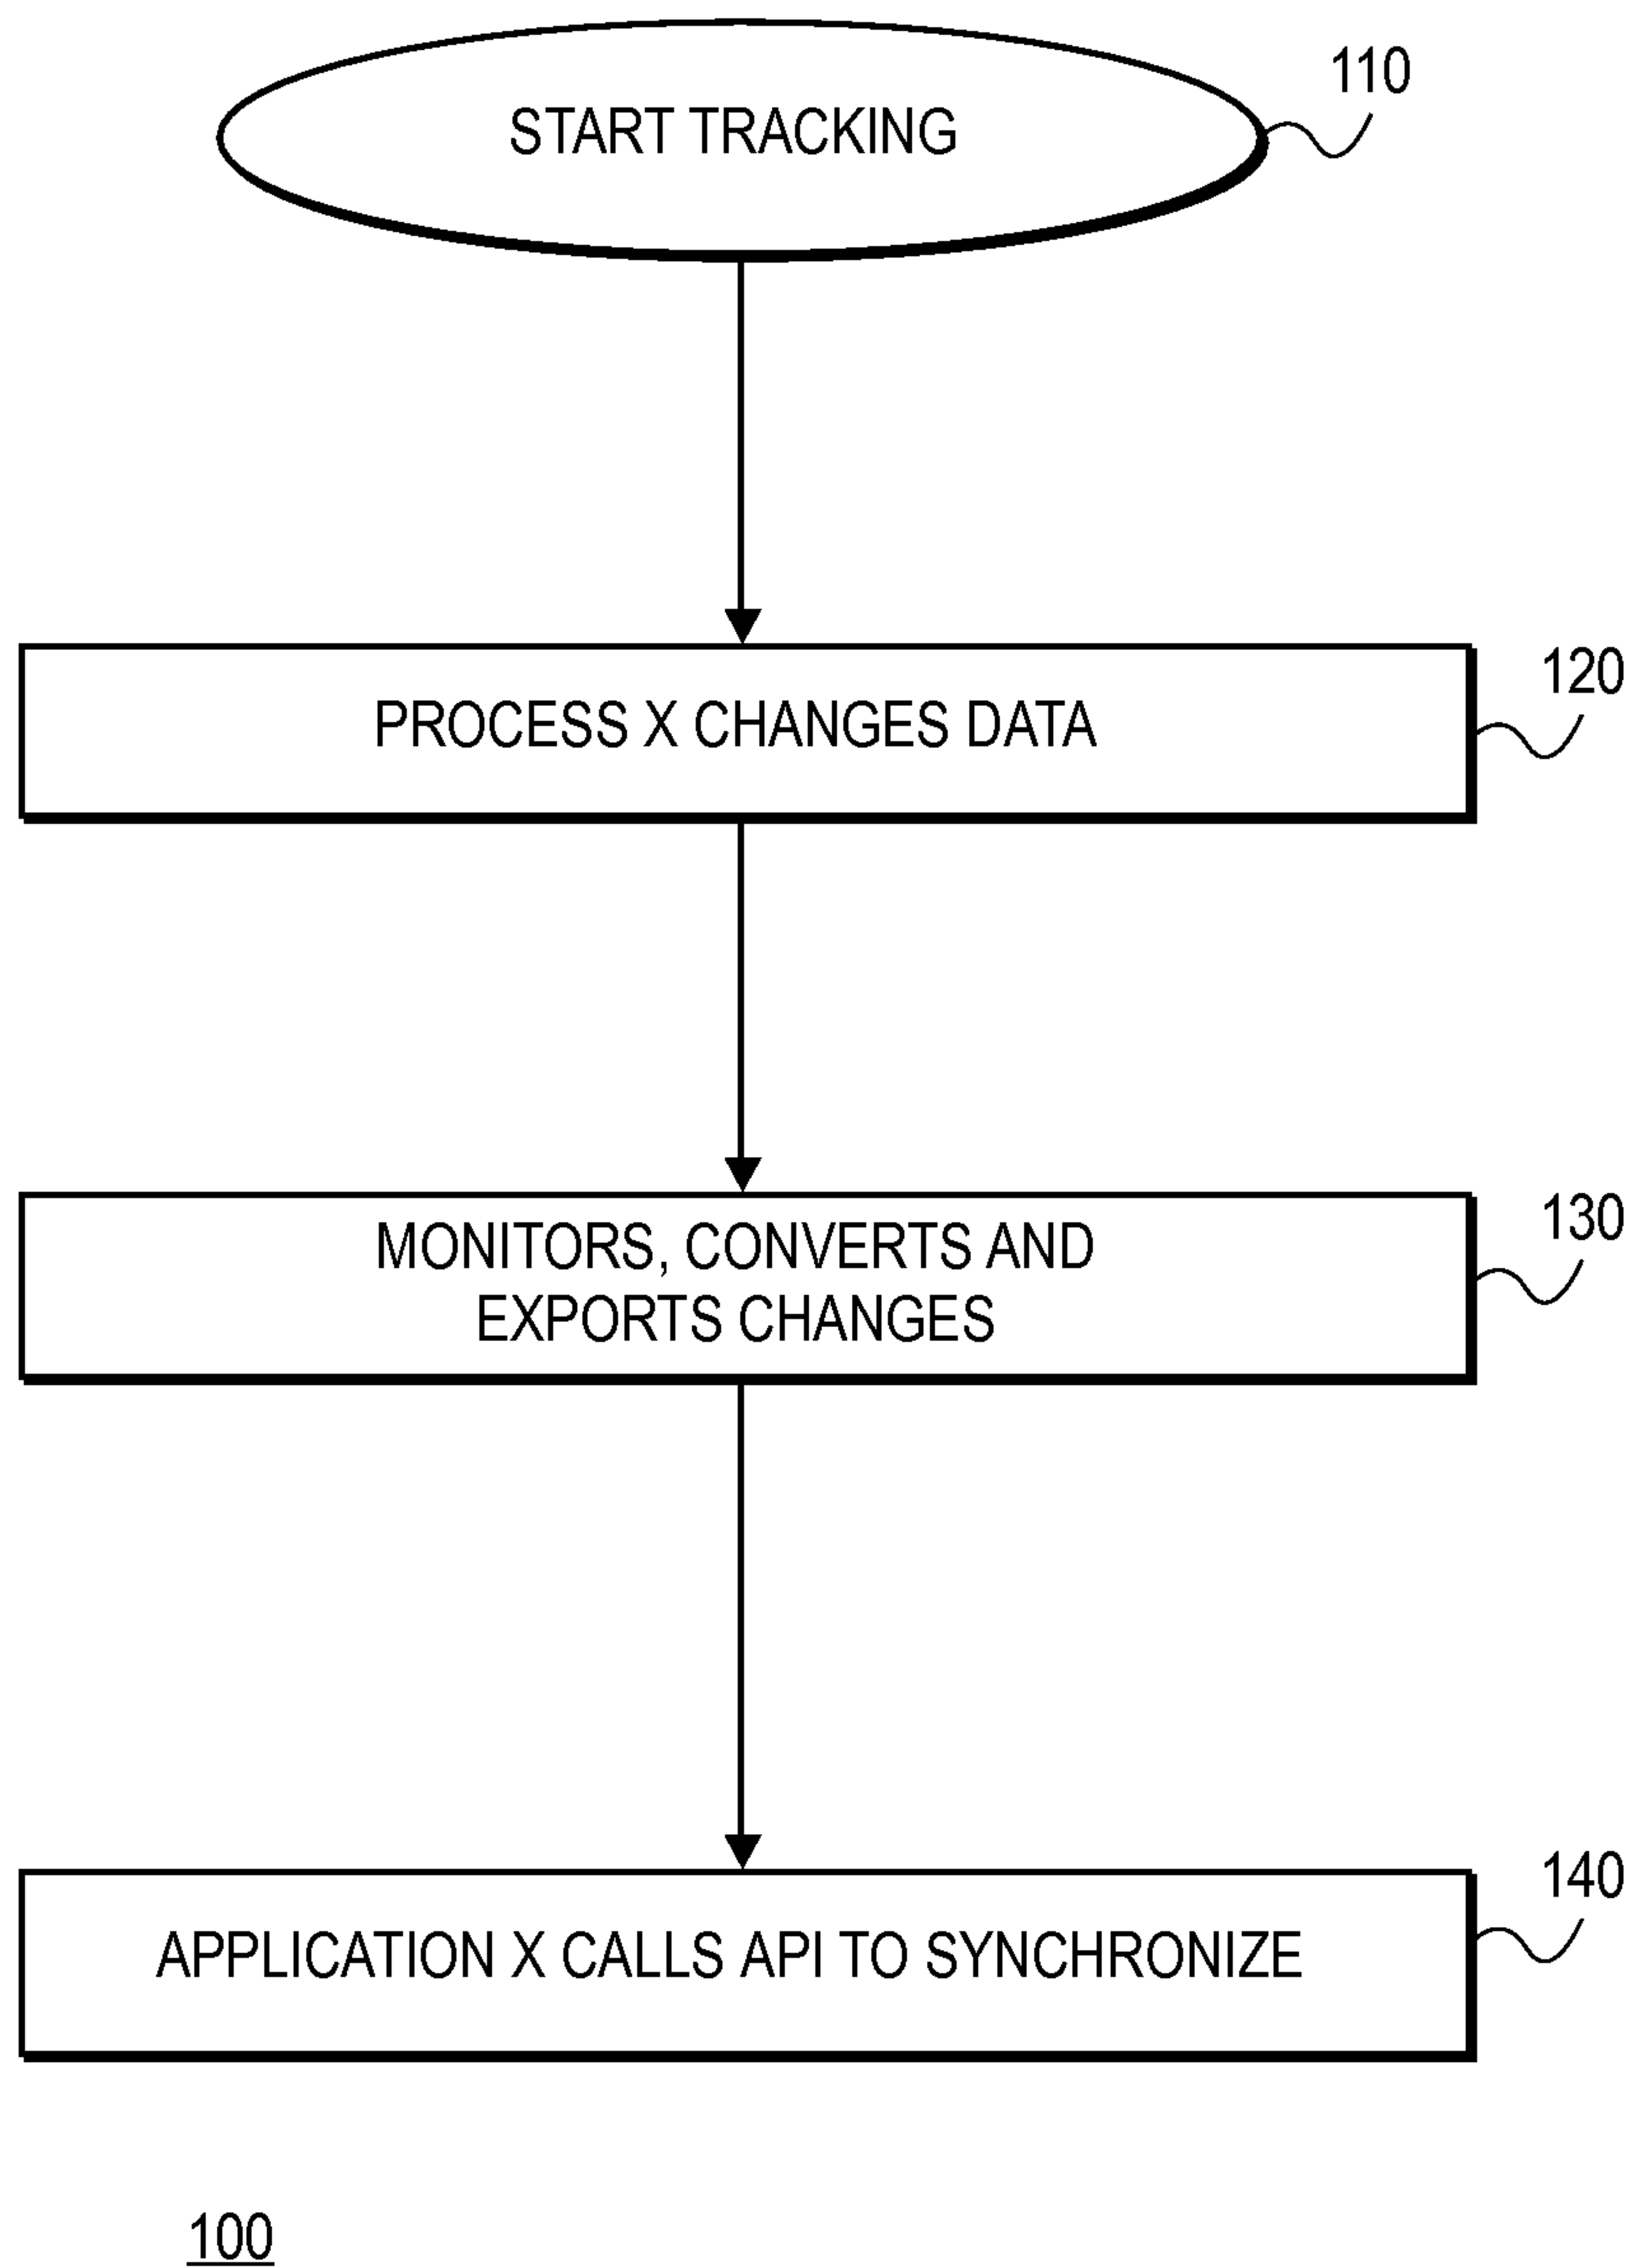 START TRACKING
110
PROCESS X CHANGES DATA
120
MONITORS, CONVERTS AND
EXPORTS CHANGES
130
APPLICATION X CALLS API TO SYNCHRONIZE
140
100